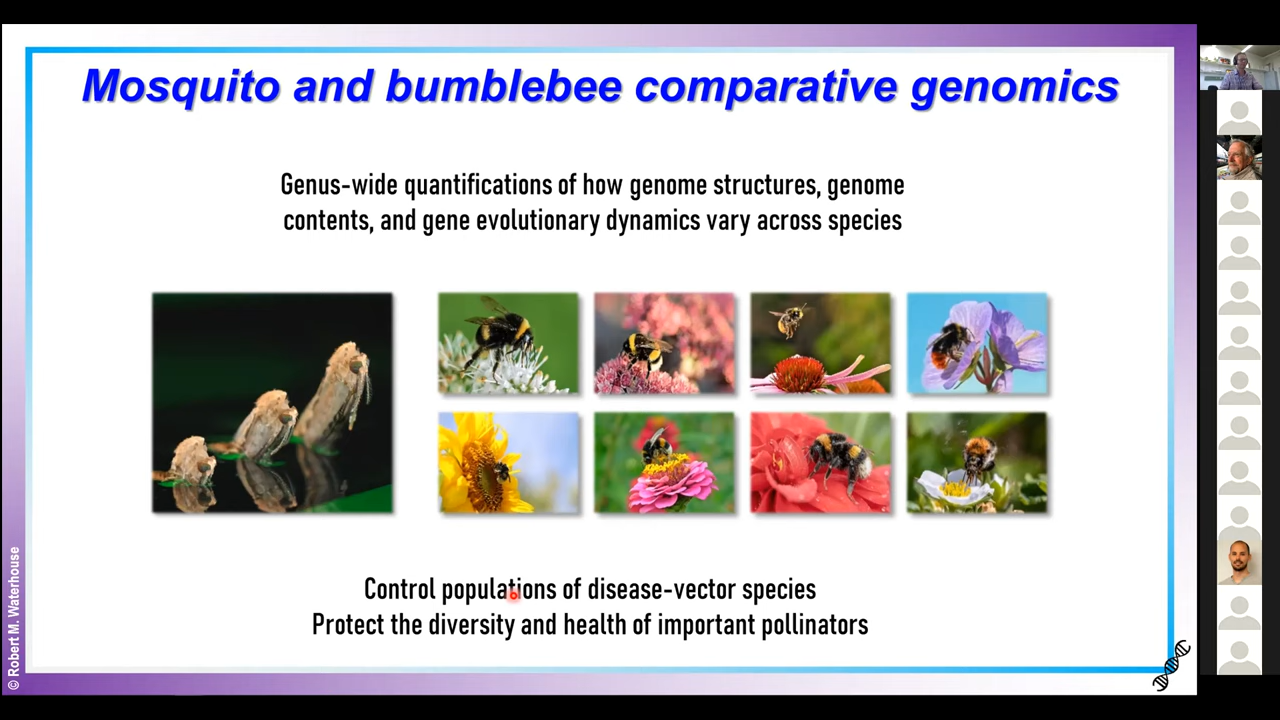 Mosquito and bumblebee comparative genomics
Genus-wide quantifications of how genome structures, genome
contents, and gene evolutionary dynamics vary across species
Control populations of disease-vector species
Protect the diversity and health of important pollinators
© Robert M. Waterhouse